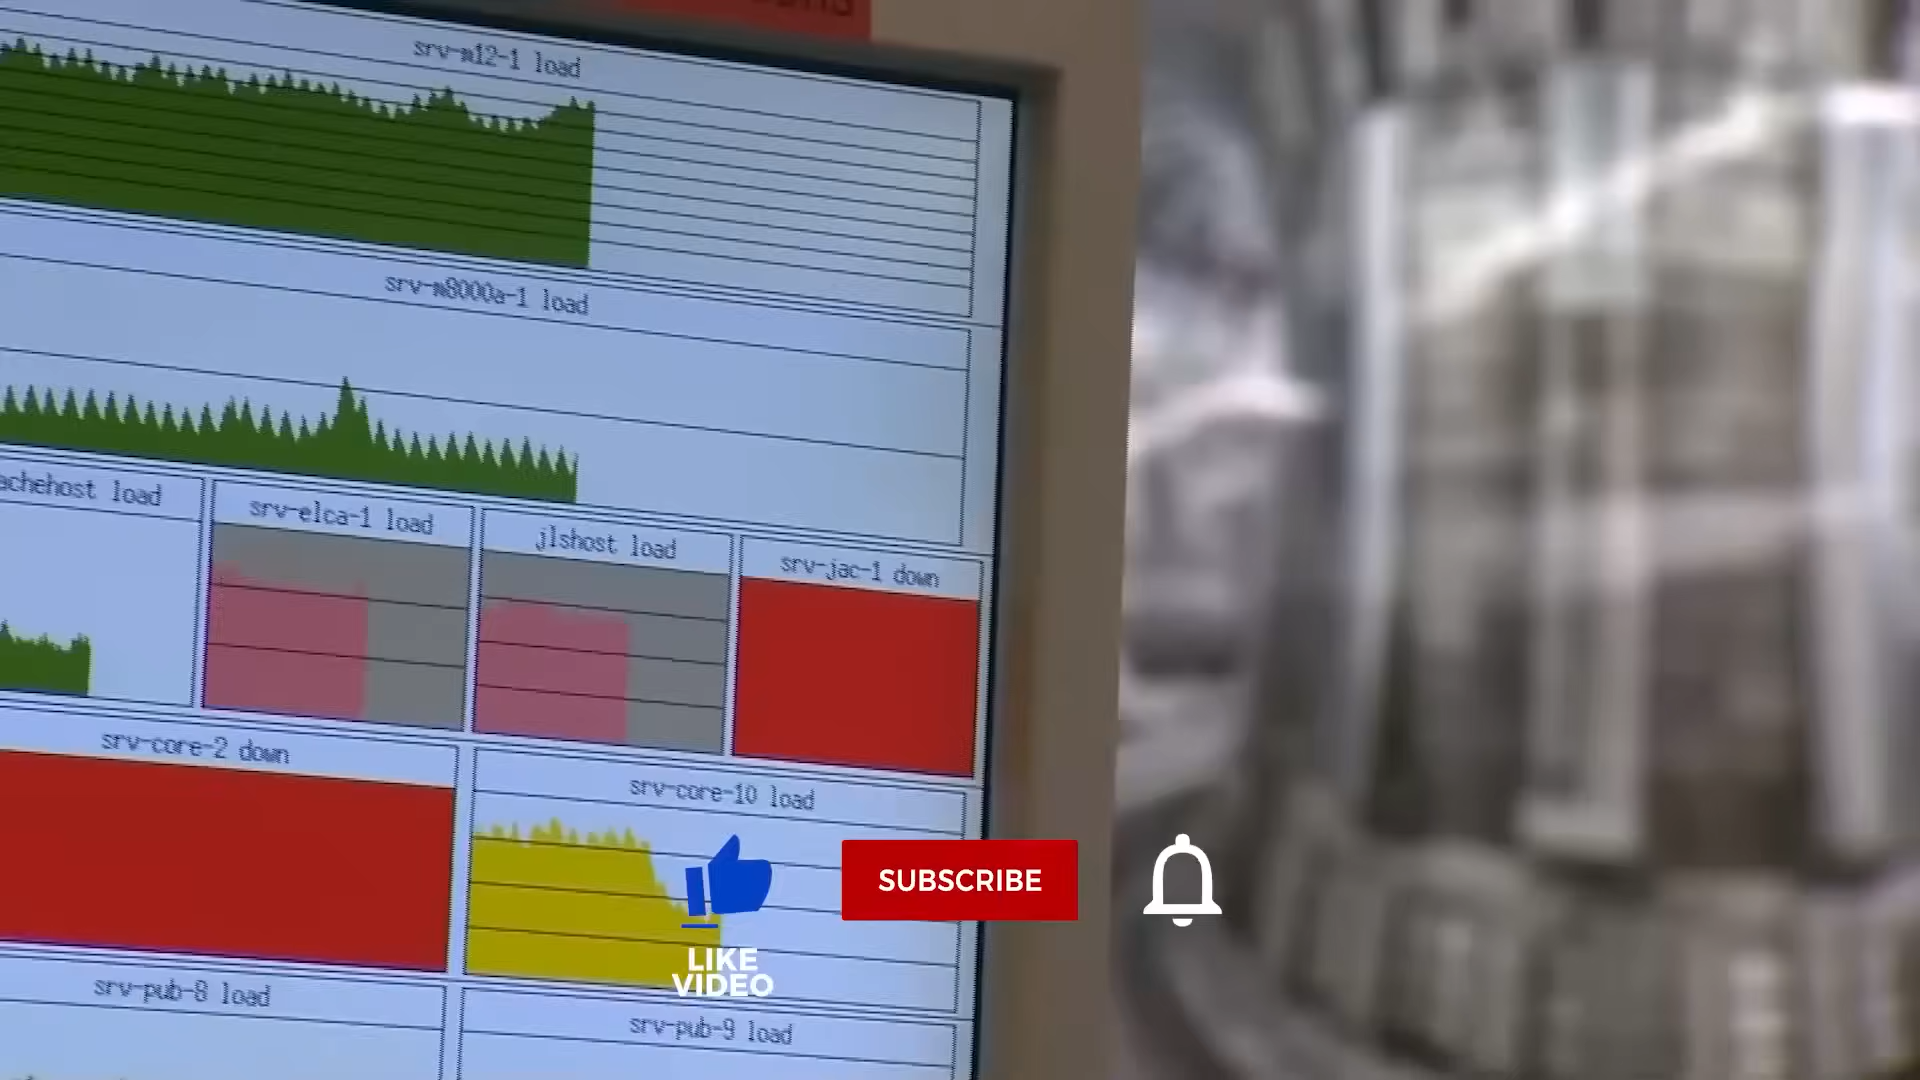 srv-m12-1 load
srv-m8000a-1 load
achehost load
srv-elca-1 load
jlshost load
srv-jac-1 down
srv-core-2 down
srv-core-10 load
SUBSCRIBE
LIKE
VIDEO
srv-pub-8 load
srv-pub-9 load